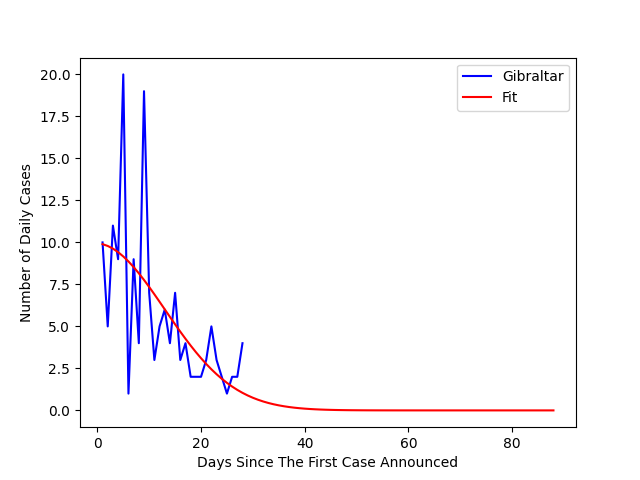 Gibraltar
Fit
20.0
17.5
15.0
12.5
10.0
7.5
5.0
2.5
0.0
Number of Daily Cases
0 20 40 60 80
Days Since The First Case Announced